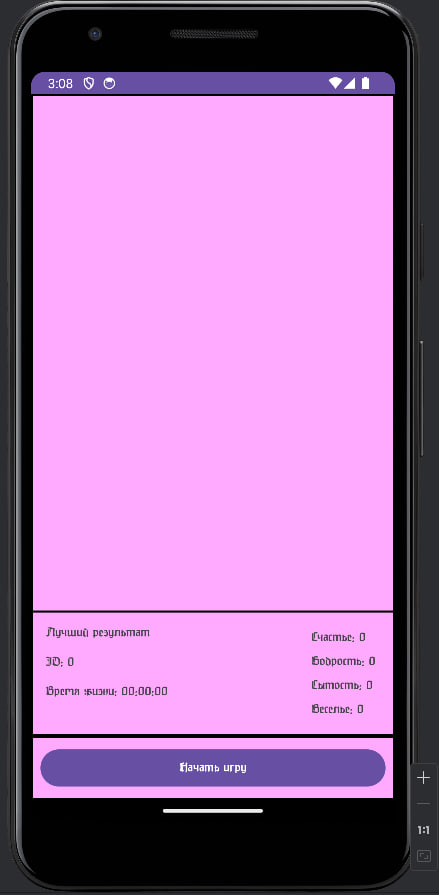 3:08
Лучший результат
ID: 0
Время жизни: 00:00:00
Счастье: 0
Бодрость: 0
Сытость: 0
Веселье: 0
Начать игру
1:1